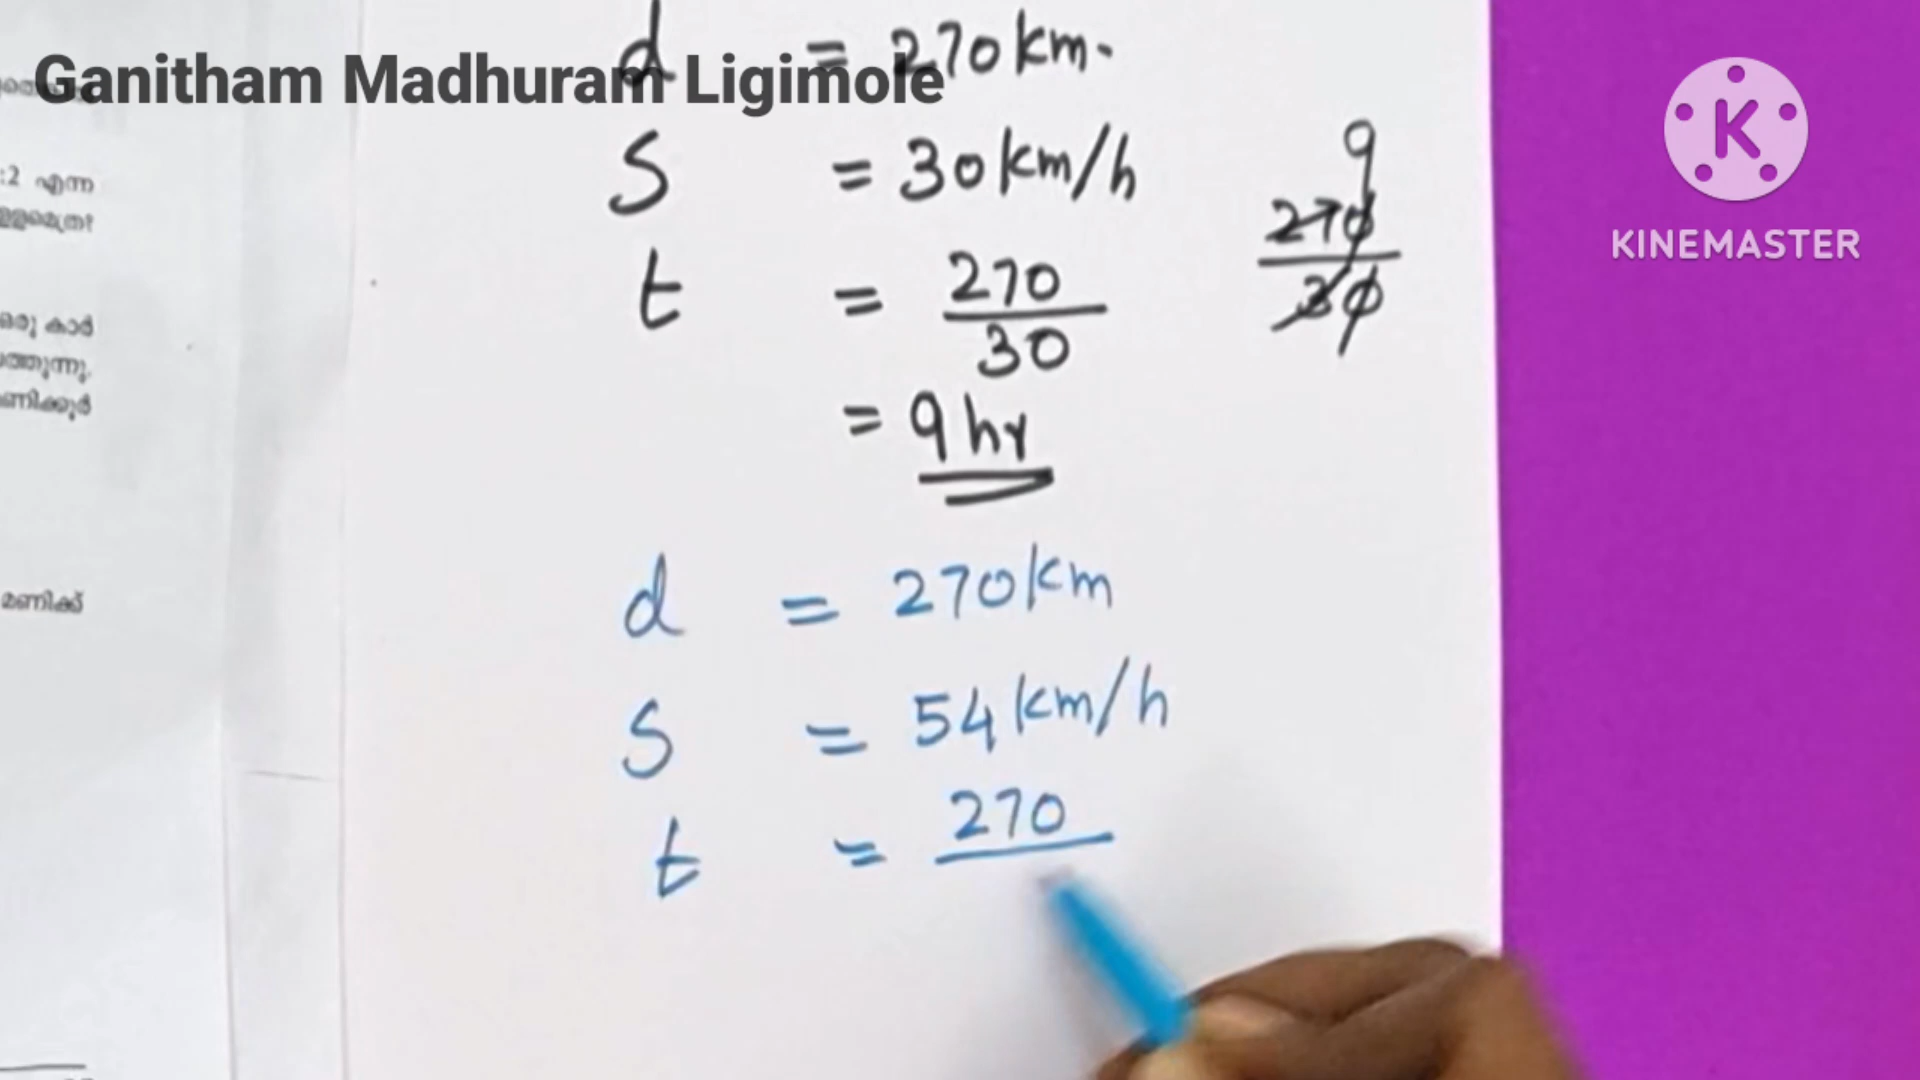 Ganitham Madhuram Ligimole
KINEMASTER
:2 എന്ന
ഒരു കാർ
മണിക്ക്
d = 270 km.
S = 30 km/h
t = 270/30
= 9 hr
9
270
30
d = 270 km
S = 54 km/h
t = 270